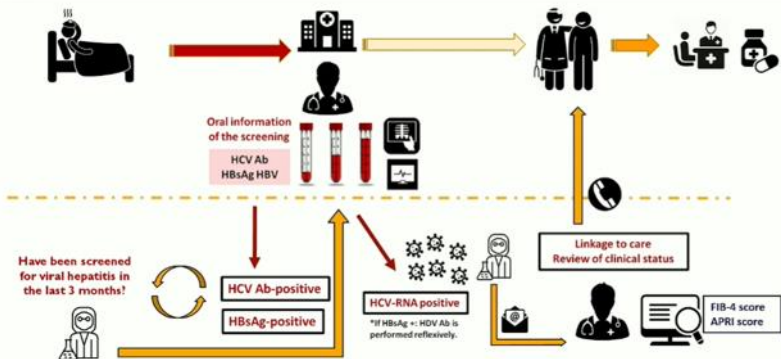 Oral information
of the screening
HCV Ab
HBsAg HBV
Have been screened
for viral hepatitis in
the last 3 months?
HCV Ab-positive
HBsAg-positive
HCV-RNA positive
*If HBsAg +: HDV Ab is
performed reflexively.
@
Linkage to care
Review of clinical status
FIB-4 score
APRI score